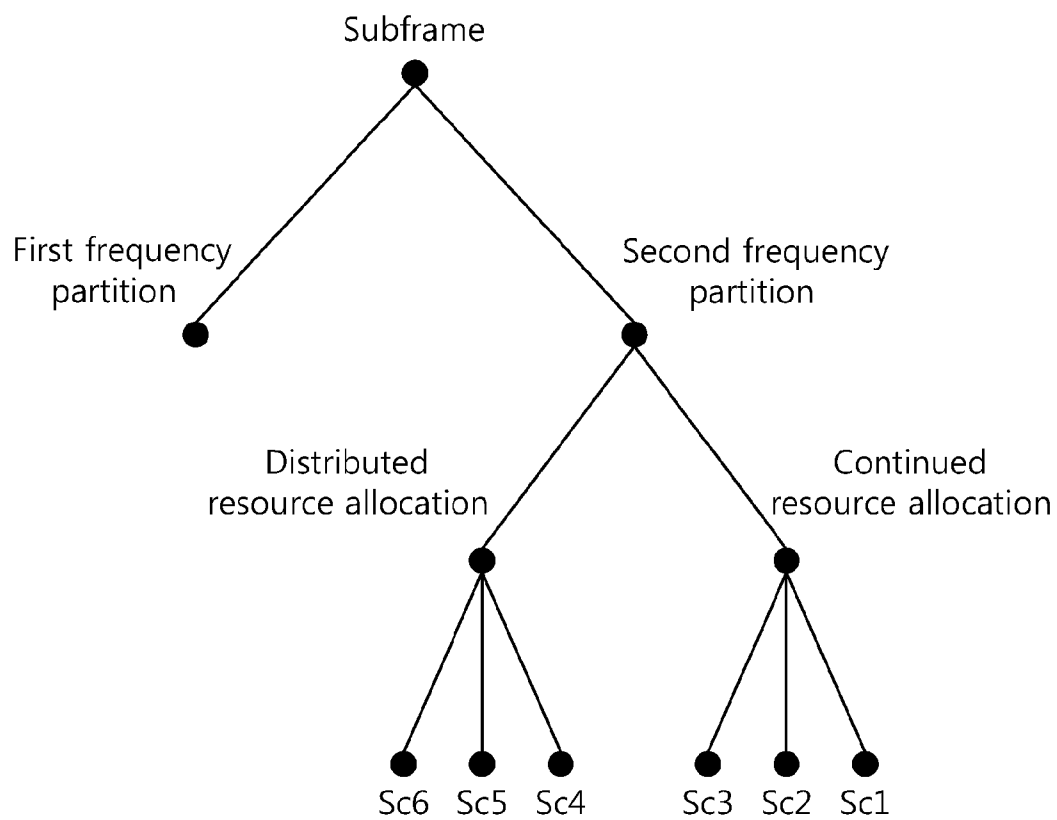 Subframe
First frequency
partition
Second frequency
partition
Distributed
resource allocation
Continued
resource allocation
Sc6 Sc5 Sc4 Sc3 Sc2 Sc1